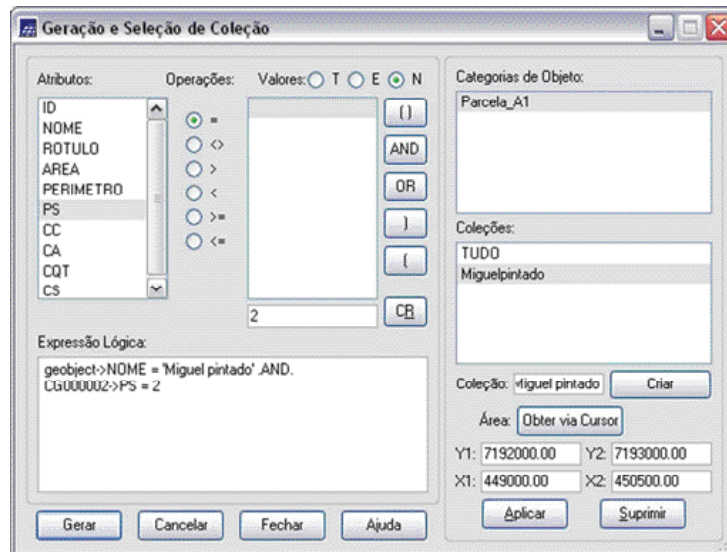 Geração e Seleção de Coleção
Atributos:
Operações:
Valores: T E N
ID
NOME
ROTULO
AREA
PERIMETRO
PS
CC
CA
CQT
CS
=
<>
>
<
>=
<=
()
AND
OR
)
(
2
CR
Expressão Lógica:
geobject->NOME = 'Miguel pintado' .AND.
CG000002->PS = 2
Gerar
Cancelar
Fechar
Ajuda
Categorias de Objeto:
Parcela_A1
Coleções:
TUDO
Miguelpintado
Coleção: Miguel pintado Criar
Área: Obter via Cursor
Y1: 7192000.00 Y2: 7193000.00
X1: 449000.00 X2: 450500.00
Aplicar
Suprimir